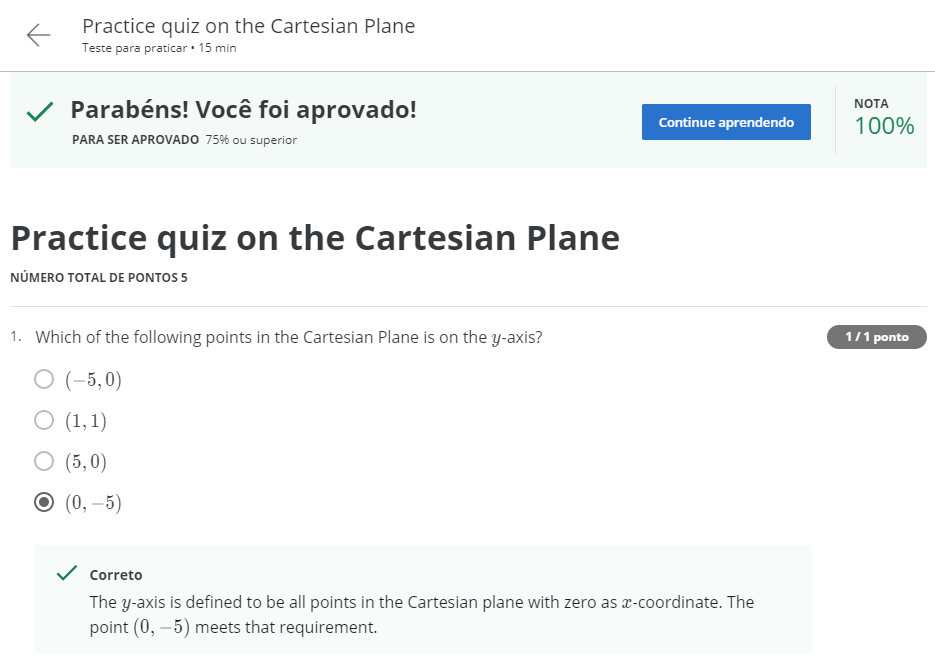 Practice quiz on the Cartesian Plane
Teste para praticar • 15 min
Parabéns! Você foi aprovado!
PARA SER APROVADO 75% ou superior
Continue aprendendo
NOTA
100%
Practice quiz on the Cartesian Plane
NÚMERO TOTAL DE PONTOS 5
1. Which of the following points in the Cartesian Plane is on the y-axis?
1 / 1 ponto
(−5, 0)
(1, 1)
(5, 0)
(0, −5)
Correto
The y-axis is defined to be all points in the Cartesian plane with zero as x-coordinate. The
point (0, −5) meets that requirement.